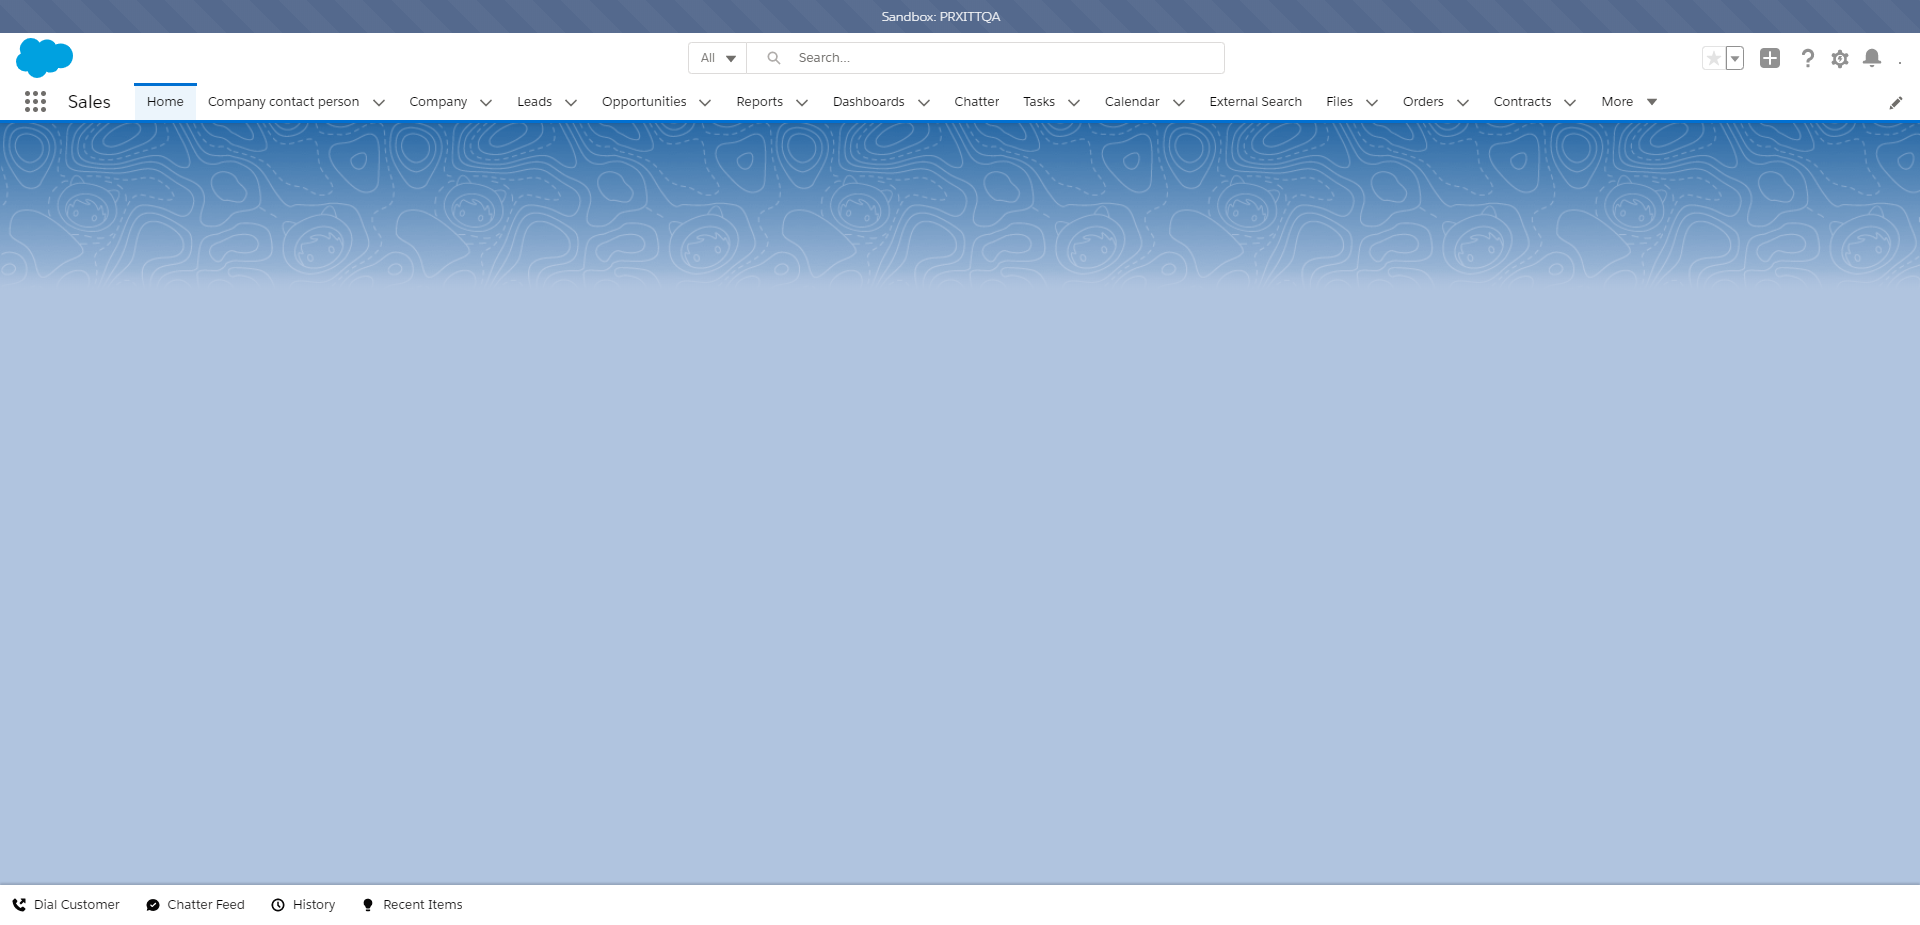 Sandbox: PRXITTQA
All
Search...
Sales
Home
Company contact person
Company
Leads
Opportunities
Reports
Dashboards
Chatter
Tasks
Calendar
External Search
Files
Orders
Contracts
More
Dial Customer
Chatter Feed
History
Recent Items